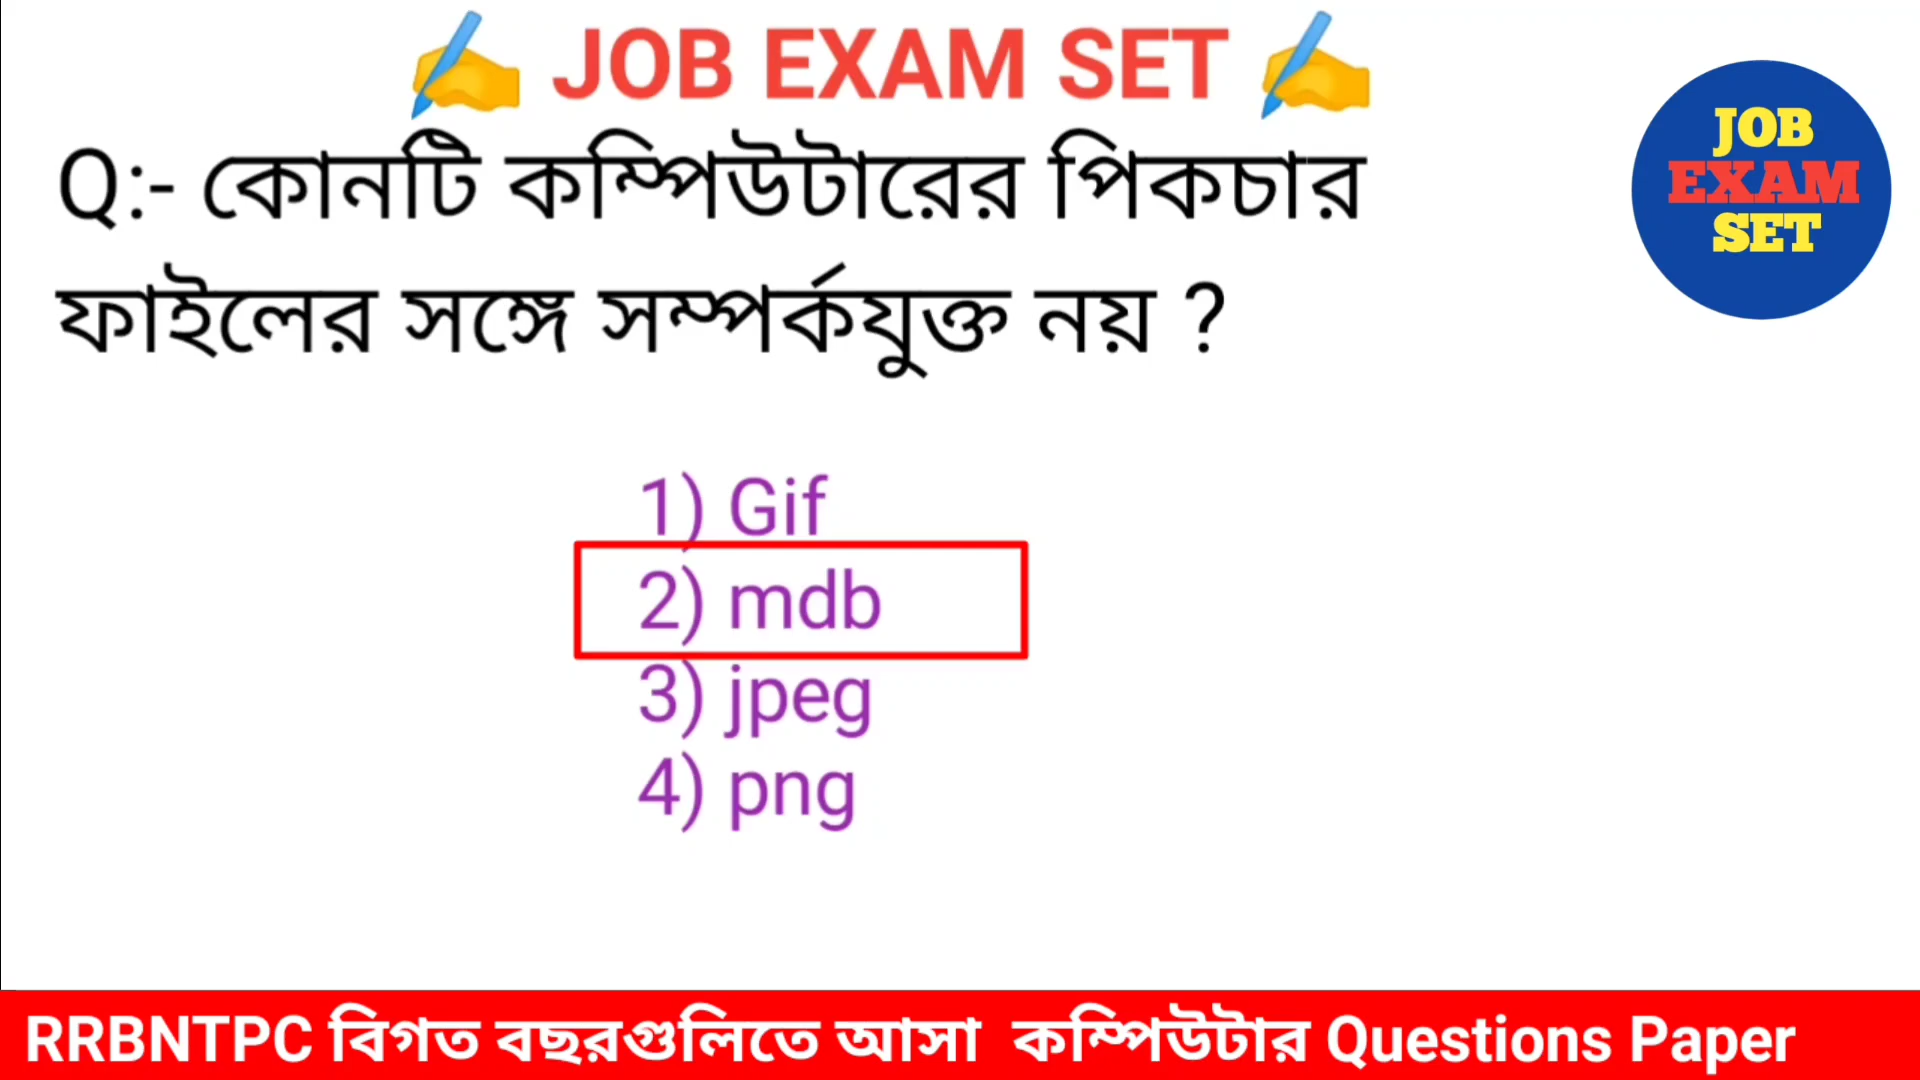 ✍️ JOB EXAM SET ✍️
JOB
EXAM
SET
Q:- কোনটি কম্পিউটারের পিকচার
ফাইলের সঙ্গে সম্পর্কযুক্ত নয় ?
1) Gif
2) mdb
3) jpeg
4) png
RRBNTPC বিগত বছরগুলিতে আসা কম্পিউটার Questions Paper